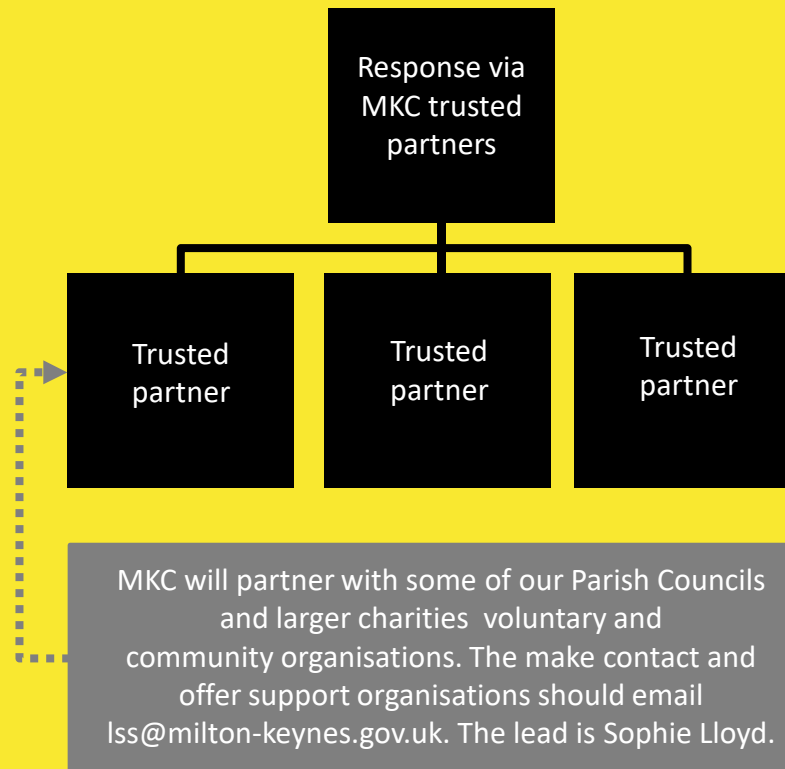 Response via
MKC trusted
partners
Trusted
partner
Trusted
partner
Trusted
partner
MKC will partner with some of our Parish Councils
and larger charities  voluntary and
community organisations. The make contact and
offer support organisations should email
lss@milton-keynes.gov.uk. The lead is Sophie Lloyd.